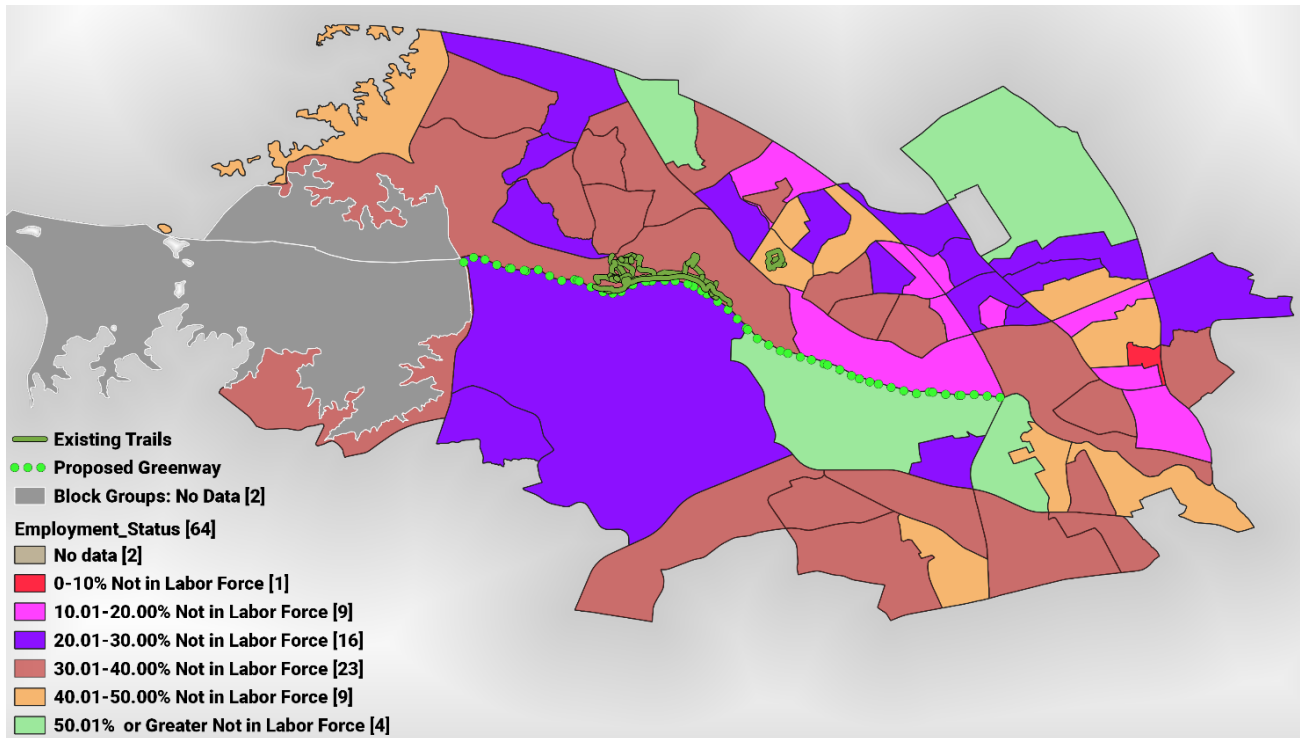 Existing Trails
Proposed Greenway
Block Groups: No Data [2]
Employment_Status [64]
No data [2]
0-10% Not in Labor Force [1]
10.01-20.00% Not in Labor Force [9]
20.01-30.00% Not in Labor Force [16]
30.01-40.00% Not in Labor Force [23]
40.01-50.00% Not in Labor Force [9]
50.01% or Greater Not in Labor Force [4]